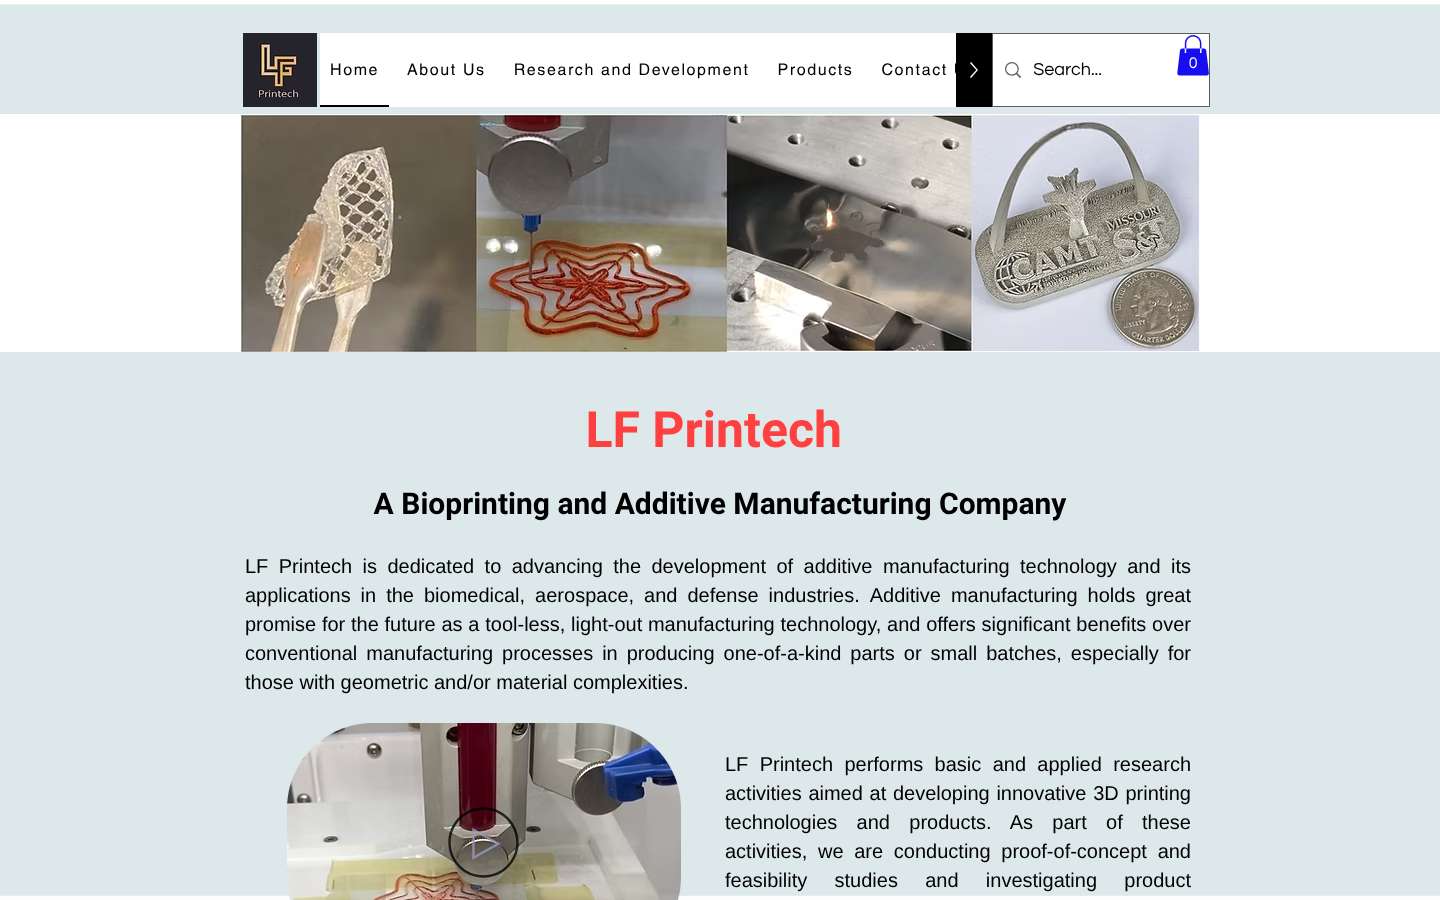 LF
Printech
Home
About Us
Research and Development
Products
Contact
Search...
0
CAMT
MISSOURI
S&T
LIBERTY
QUARTER DOLLAR
LF Printech
A Bioprinting and Additive Manufacturing Company
LF Printech is dedicated to advancing the development of additive manufacturing technology and its
applications in the biomedical, aerospace, and defense industries. Additive manufacturing holds great
promise for the future as a tool-less, light-out manufacturing technology, and offers significant benefits over
conventional manufacturing processes in producing one-of-a-kind parts or small batches, especially for
those with geometric and/or material complexities.
LF Printech performs basic and applied research
activities aimed at developing innovative 3D printing
technologies and products. As part of these
activities, we are conducting proof-of-concept and
feasibility studies and investigating product